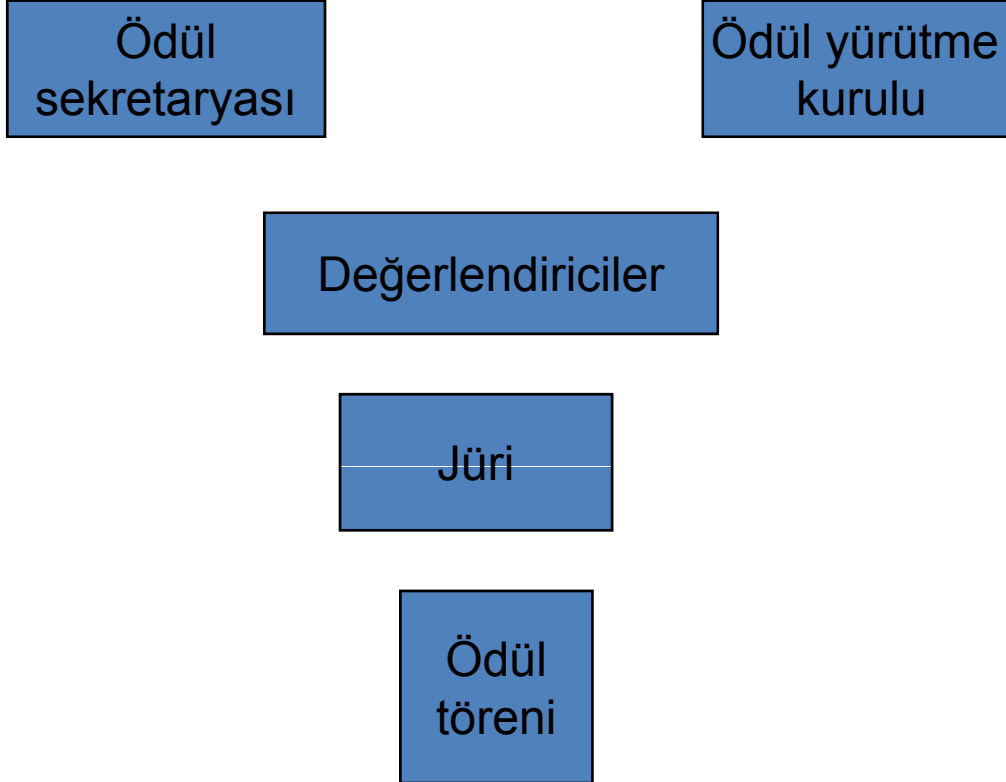 Ödül
sekretaryası
Ödül yürütme
kurulu
Değerlendiriciler
Jüri
Ödül
töreni